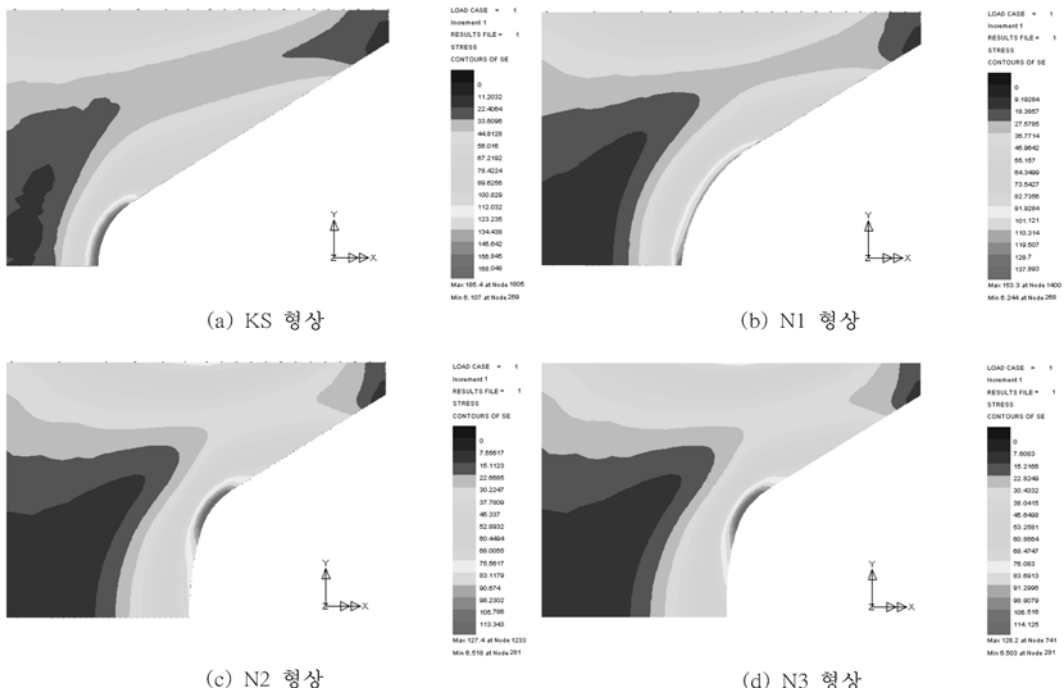 LOAD CASE = 1
Increment 1
RESULTS FILE = 1
STRESS
CONTOURS OF SE
0
11.2032
22.4064
33.6096
44.8128
56.016
67.2192
78.4224
89.6256
100.829
112.032
123.235
134.438
145.642
156.845
168.048
Max 185.4 at Node 1805
Min 6.107 at Node 269
Y
Z X
(a) KS 형상
LOAD CASE = 1
Increment 1
RESULTS FILE = 1
STRESS
CONTOURS OF SE
0
9.19284
18.3857
27.5785
36.7714
45.9642
55.157
64.3499
73.5427
82.7356
91.9284
101.121
110.314
119.507
128.7
137.893
Max 153.3 at Node 1400
Min 6.244 at Node 269
Y
Z X
(b) N1 형상
LOAD CASE = 1
Increment 1
RESULTS FILE = 1
STRESS
CONTOURS OF SE
0
7.55617
15.1123
22.6685
30.2247
37.7809
45.337
52.8932
60.4494
68.0055
75.5617
83.1179
90.674
98.2302
105.786
113.343
Max 127.4 at Node 1233
Min 6.518 at Node 281
Y
Z X
(c) N2 형상
LOAD CASE = 1
Increment 1
RESULTS FILE = 1
STRESS
CONTOURS OF SE
0
7.6083
15.2166
22.8249
30.4332
38.0415
45.6498
53.2581
60.8664
68.4747
76.083
83.6913
91.2996
98.9079
106.516
114.125
Max 128.2 at Node 741
Min 6.503 at Node 281
Y
Z X
(d) N3 형상